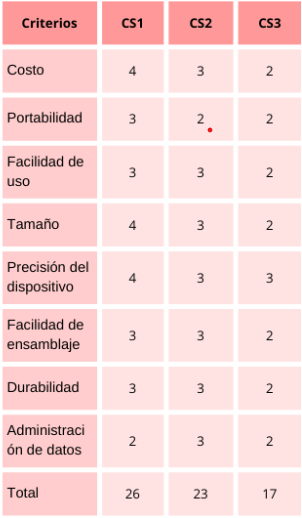 Criterios CS1 CS2 CS3
Costo 4 3 2
Portabilidad 3 2 2
Facilidad de
uso 3 3 2
Tamaño 4 3 2
Precisión del
dispositivo 4 3 3
Facilidad de
ensamblaje 3 3 2
Durabilidad 3 3 2
Administraci
ón de datos 2 3 2
Total 26 23 17